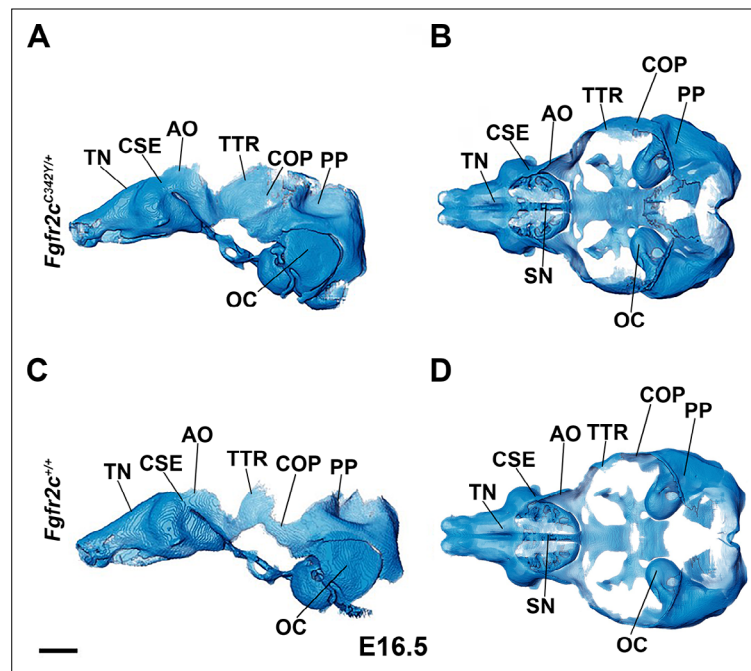 A
Fgfr2c^C342Y/+
TN
CSE
AO
TTR
COP
PP
OC
B
CSE
TN
AO
TTR
COP
PP
SN
OC
C
Fgfr2c^+/+
TN
CSE
AO
TTR
COP
PP
OC
D
CSE
TN
AO
TTR
COP
PP
SN
OC
E16.5